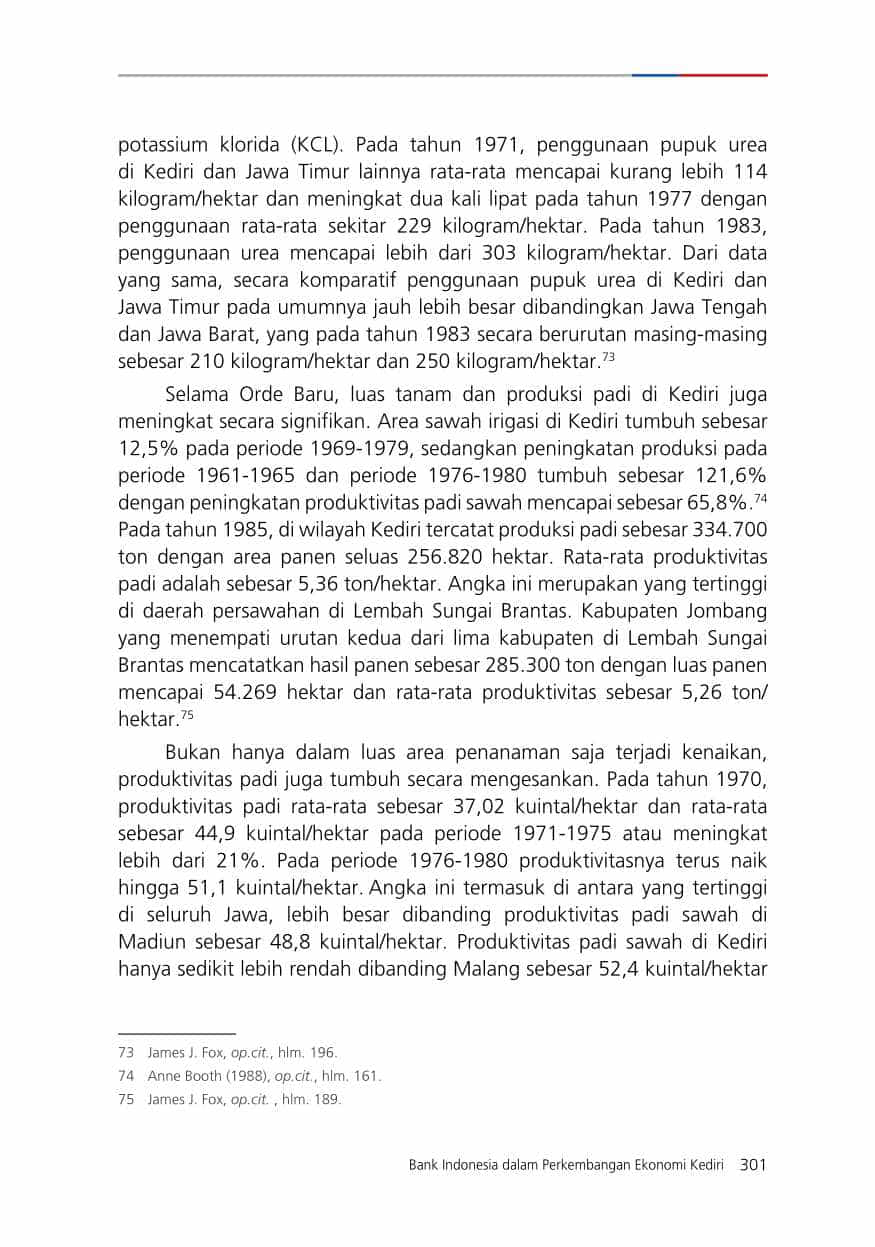 potassium klorida (KCL). Pada tahun 1971, penggunaan pupuk urea
di Kediri dan Jawa Timur lainnya rata-rata mencapai kurang lebih 114
kilogram/hektar dan meningkat dua kali lipat pada tahun 1977 dengan
penggunaan rata-rata sekitar 229 kilogram/hektar. Pada tahun 1983,
penggunaan urea mencapai lebih dari 303 kilogram/hektar. Dari data
yang sama, secara komparatif penggunaan pupuk urea di Kediri dan
Jawa Timur pada umumnya jauh lebih besar dibandingkan Jawa Tengah
dan Jawa Barat, yang pada tahun 1983 secara berurutan masing-masing
sebesar 210 kilogram/hektar dan 250 kilogram/hektar.73
Selama Orde Baru, luas tanam dan produksi padi di Kediri juga
meningkat secara signifikan. Area sawah irigasi di Kediri tumbuh sebesar
12,5% pada periode 1969-1979, sedangkan peningkatan produksi pada
periode 1961-1965 dan periode 1976-1980 tumbuh sebesar 121,6%
dengan peningkatan produktivitas padi sawah mencapai sebesar 65,8%.74
Pada tahun 1985, di wilayah Kediri tercatat produksi padi sebesar 334.700
ton dengan area panen seluas 256.820 hektar. Rata-rata produktivitas
padi adalah sebesar 5,36 ton/hektar. Angka ini merupakan yang tertinggi
di daerah persawahan di Lembah Sungai Brantas. Kabupaten Jombang
yang menempati urutan kedua dari lima kabupaten di Lembah Sungai
Brantas mencatatkan hasil panen sebesar 285.300 ton dengan luas panen
mencapai 54.269 hektar dan rata-rata produktivitas sebesar 5,26 ton/
hektar.75
Bukan hanya dalam luas area penanaman saja terjadi kenaikan,
produktivitas padi juga tumbuh secara mengesankan. Pada tahun 1970,
produktivitas padi rata-rata sebesar 37,02 kuintal/hektar dan rata-rata
sebesar 44,9 kuintal/hektar pada periode 1971-1975 atau meningkat
lebih dari 21%. Pada periode 1976-1980 produktivitasnya terus naik
hingga 51,1 kuintal/hektar. Angka ini termasuk di antara yang tertinggi
di seluruh Jawa, lebih besar dibanding produktivitas padi sawah di
Madiun sebesar 48,8 kuintal/hektar. Produktivitas padi sawah di Kediri
hanya sedikit lebih rendah dibanding Malang sebesar 52,4 kuintal/hektar
73 James J. Fox, op.cit., hlm. 196.
74 Anne Booth (1988), op.cit., hlm. 161.
75 James J. Fox, op.cit. , hlm. 189.
Bank Indonesia dalam Perkembangan Ekonomi Kediri 301